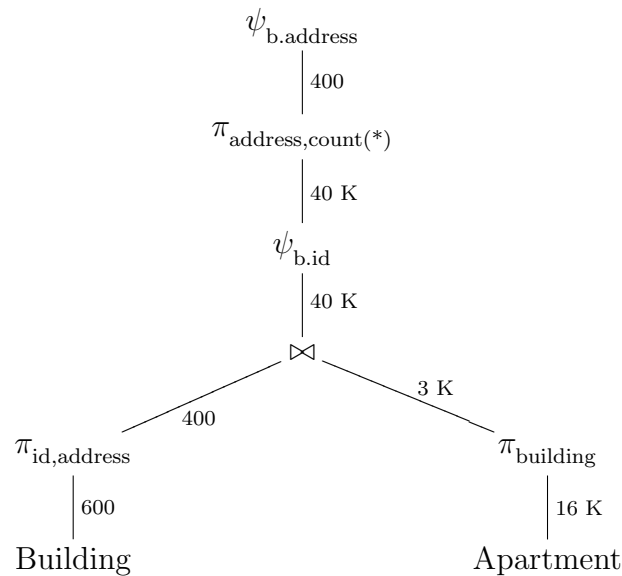 ψb.address
400
πaddress,count(*)
40 K
ψb.id
40 K
⋈
400
3 K
πid,address
πbuilding
600
16 K
Building
Apartment